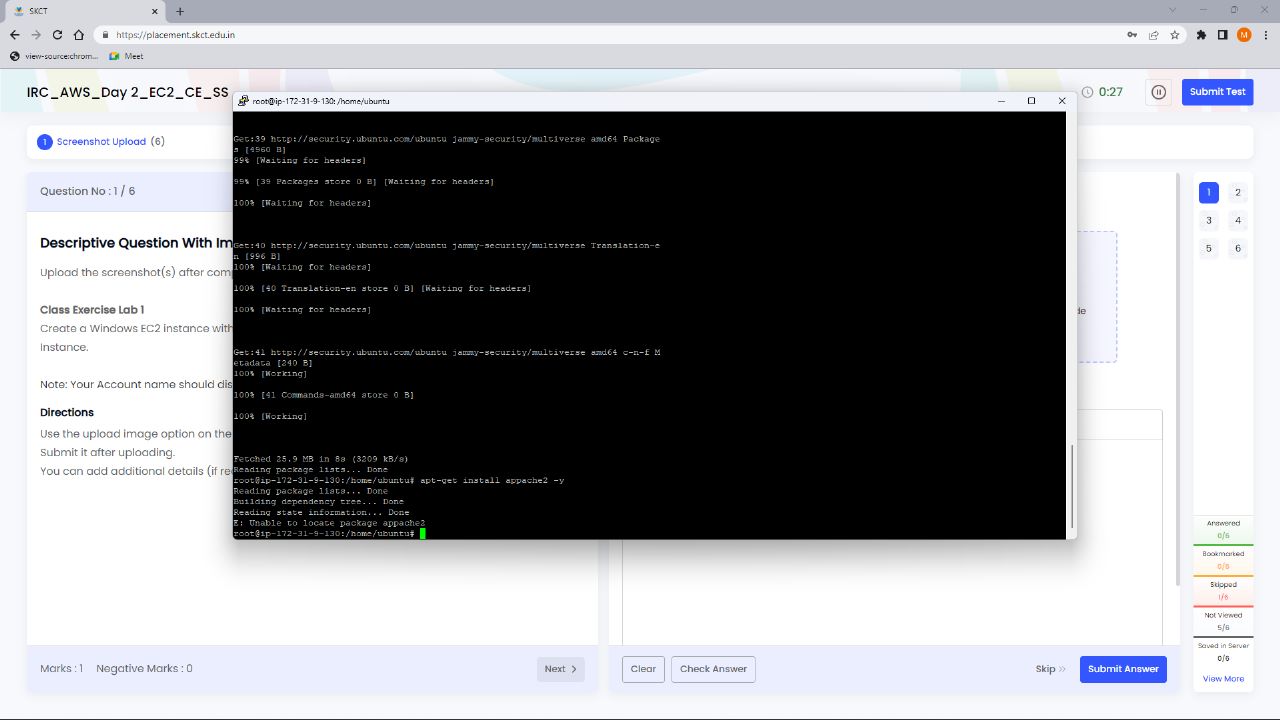 SKCT
https://placement.skct.edu.in
M
view-source:chrom...
Meet
IRC_AWS_Day 2_EC2_CE_SS
0:27
Submit Test
1 Screenshot Upload (6)
Question No : 1 / 6
Descriptive Question With Im
Upload the screenshot(s) after com
Class Exercise Lab 1
Create a Windows EC2 instance with
Instance.
Note: Your Account name should dis
Directions
Use the upload image option on the
Submit it after uploading.
You can add additional details (if re
Marks : 1 Negative Marks : 0
Next
root@ip-172-31-9-130: /home/ubuntu
Get:39 http://security.ubuntu.com/ubuntu jammy-security/multiverse amd64 Package
s [4960 B]
99% [Waiting for headers]
99% [39 Packages store 0 B] [Waiting for headers]
100% [Waiting for headers]
Get:40 http://security.ubuntu.com/ubuntu jammy-security/multiverse Translation-e
n [996 B]
100% [Waiting for headers]
100% [40 Translation-en store 0 B] [Waiting for headers]
100% [Waiting for headers]
Get:41 http://security.ubuntu.com/ubuntu jammy-security/multiverse amd64 c-n-f M
etadata [240 B]
100% [Working]
100% [41 Commands-amd64 store 0 B]
100% [Working]
Fetched 25.9 MB in 8s (3209 kB/s)
Reading package lists... Done
root@ip-172-31-9-130:/home/ubuntu# apt-get install appache2 -y
Reading package lists... Done
Building dependency tree... Done
Reading state information... Done
E: Unable to locate package appache2
root@ip-172-31-9-130:/home/ubuntu#
de
Clear
Check Answer
Skip
Submit Answer
1 2
3 4
5 6
Answered
0/6
Bookmarked
0/6
Skipped
1/6
Not Viewed
5/6
Saved in Server
0/6
View More